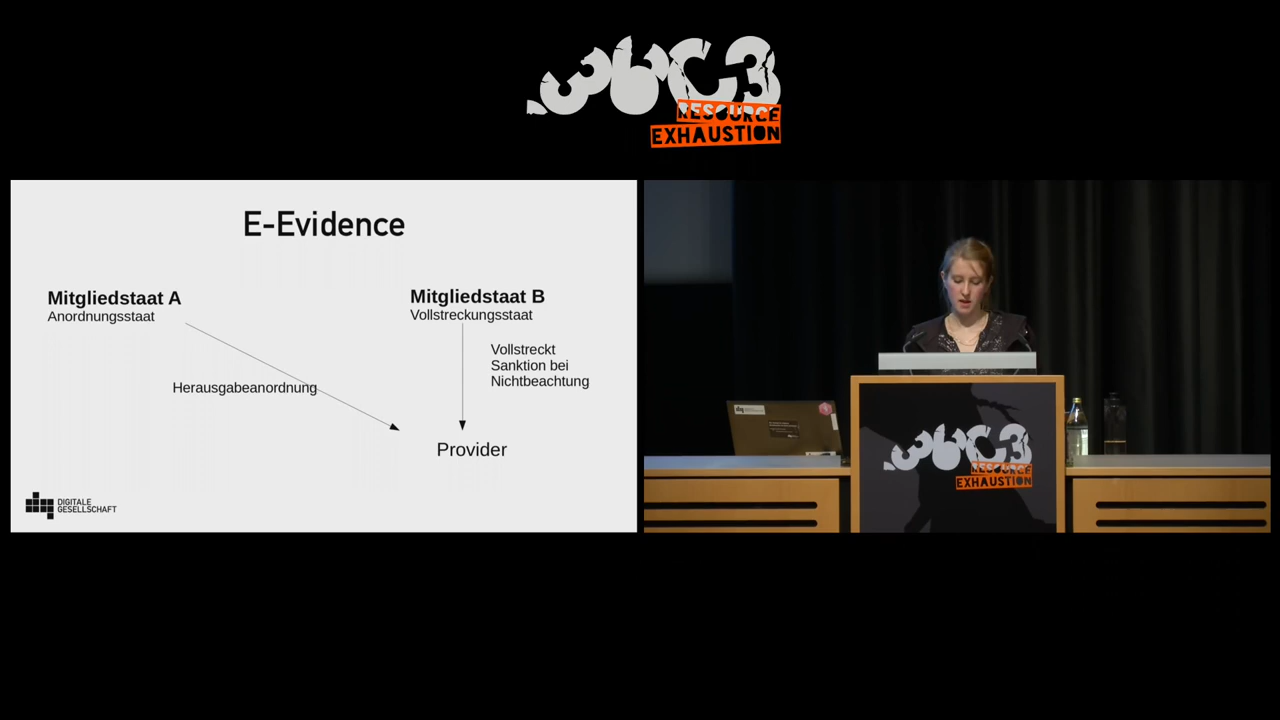 36C3
RESOURCE
EXHAUSTION
E-Evidence
Mitgliedstaat A
Anordnungsstaat
Mitgliedstaat B
Vollstreckungsstaat
Vollstreckt
Sanktion bei
Nichtbeachtung
Herausgabeanordnung
Provider
DIGITALE
GESELLSCHAFT
36C3
RESOURCE
EXHAUSTION